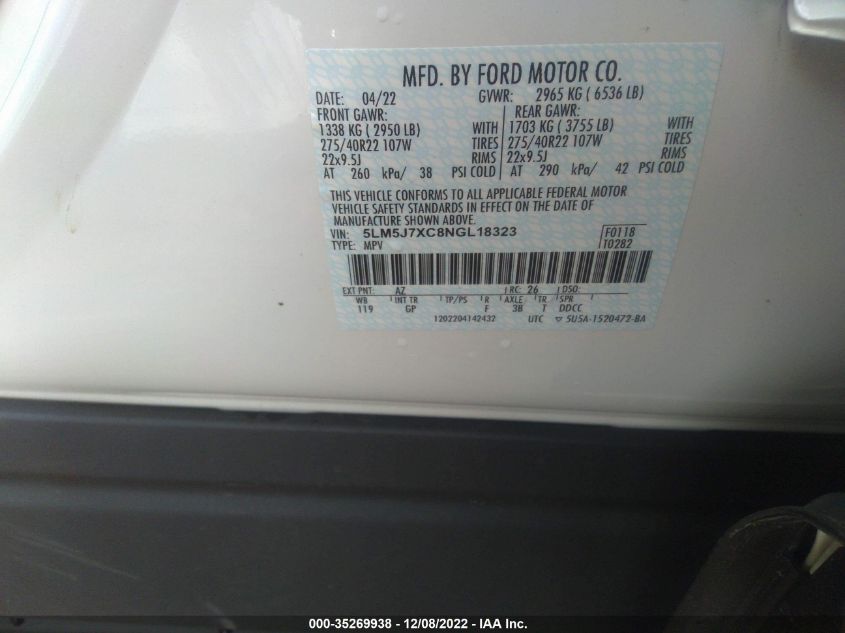 MFD. BY FORD MOTOR CO.
DATE: 04/22 GVWR: 2965 KG ( 6536 LB)
FRONT GAWR: REAR GAWR:
1338 KG ( 2950 LB) WITH 1703 KG ( 3755 LB) WITH
275/40R22 107W TIRES 275/40R22 107W TIRES
22x9.5J RIMS 22x9.5J RIMS
AT 260 kPa/ 38 PSI COLD AT 290 kPa/ 42 PSI COLD
THIS VEHICLE CONFORMS TO ALL APPLICABLE FEDERAL MOTOR
VEHICLE SAFETY STANDARDS IN EFFECT ON THE DATE OF
MANUFACTURE SHOWN ABOVE.
VIN: 5LM5J7XC8NGL18323 F0118
TYPE: MPV T0282
EXT PNT: AZ RC: 26 DSO:
WB INT TR TP/PS R AXLE TR SPR
119 GP F 3B T DDCC
1202204142432 UTC ▽ 5U5A-1520472-BA
000-35269938 - 12/08/2022 - IAA Inc.